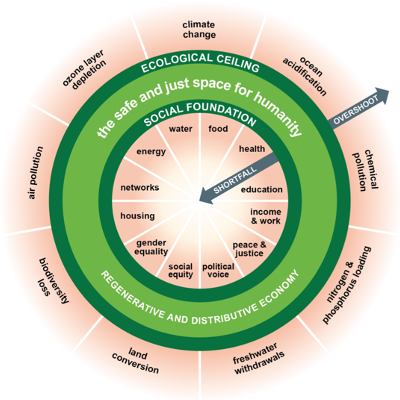 climate
change
ozone layer
depletion
ocean
acidification
ECOLOGICAL CEILING
the safe and just space for humanity
OVERSHOOT
SOCIAL FOUNDATION
water
food
energy
health
air pollution
chemical
pollution
SHORTFALL
networks
education
housing
income
& work
gender
equality
peace &
justice
social
equity
political
voice
biodiversity
loss
nitrogen &
phosphorus loading
REGENERATIVE AND DISTRIBUTIVE ECONOMY
land
conversion
freshwater
withdrawals